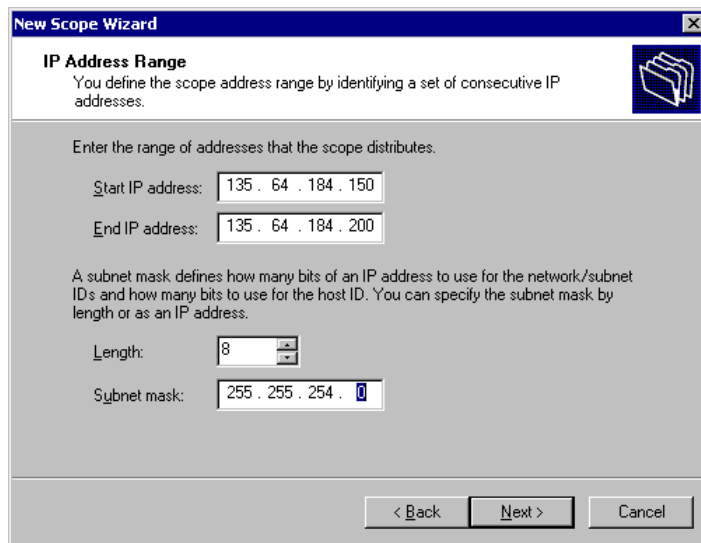 New Scope Wizard
IP Address Range
You define the scope address range by identifying a set of consecutive IP
addresses.
Enter the range of addresses that the scope distributes.
Start IP address: 135 . 64 . 184 . 150
End IP address: 135 . 64 . 184 . 200
A subnet mask defines how many bits of an IP address to use for the network/subnet
IDs and how many bits to use for the host ID. You can specify the subnet mask by
length or as an IP address.
Length: 8
Subnet mask: 255 . 255 . 254 . 0
< Back Next > Cancel